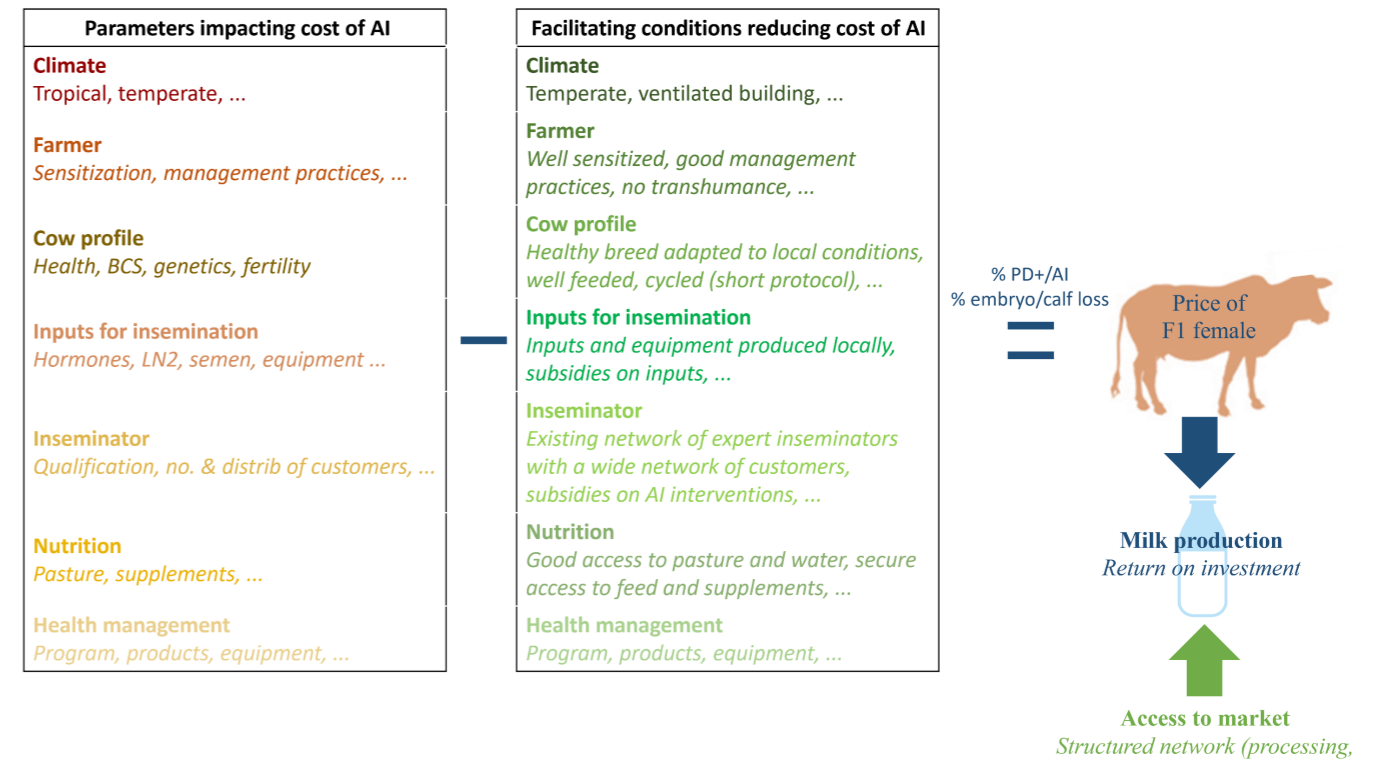 Parameters impacting cost of AI
Climate
Tropical, temperate, ...
Farmer
Sensitization, management practices, ...
Cow profile
Health, BCS, genetics, fertility
Inputs for insemination
Hormones, LN2, semen, equipment ...
Inseminator
Qualification, no. & distrib of customers, ...
Nutrition
Pasture, supplements, ...
Health management
Program, products, equipment, ...
Facilitating conditions reducing cost of AI
Climate
Temperate, ventilated building, ...
Farmer
Well sensitized, good management
practices, no transhumance, ...
Cow profile
Healthy breed adapted to local conditions,
well feeded, cycled (short protocol), ...
Inputs for insemination
Inputs and equipment produced locally,
subsidies on inputs, ...
Inseminator
Existing network of expert inseminators
with a wide network of customers,
subsidies on AI interventions, ...
Nutrition
Good access to pasture and water, secure
access to feed and supplements, ...
Health management
Program, products, equipment, ...
% PD+/AI
% embryo/calf loss
Price of
F1 female
Milk production
Return on investment
Access to market
Structured network (processing,